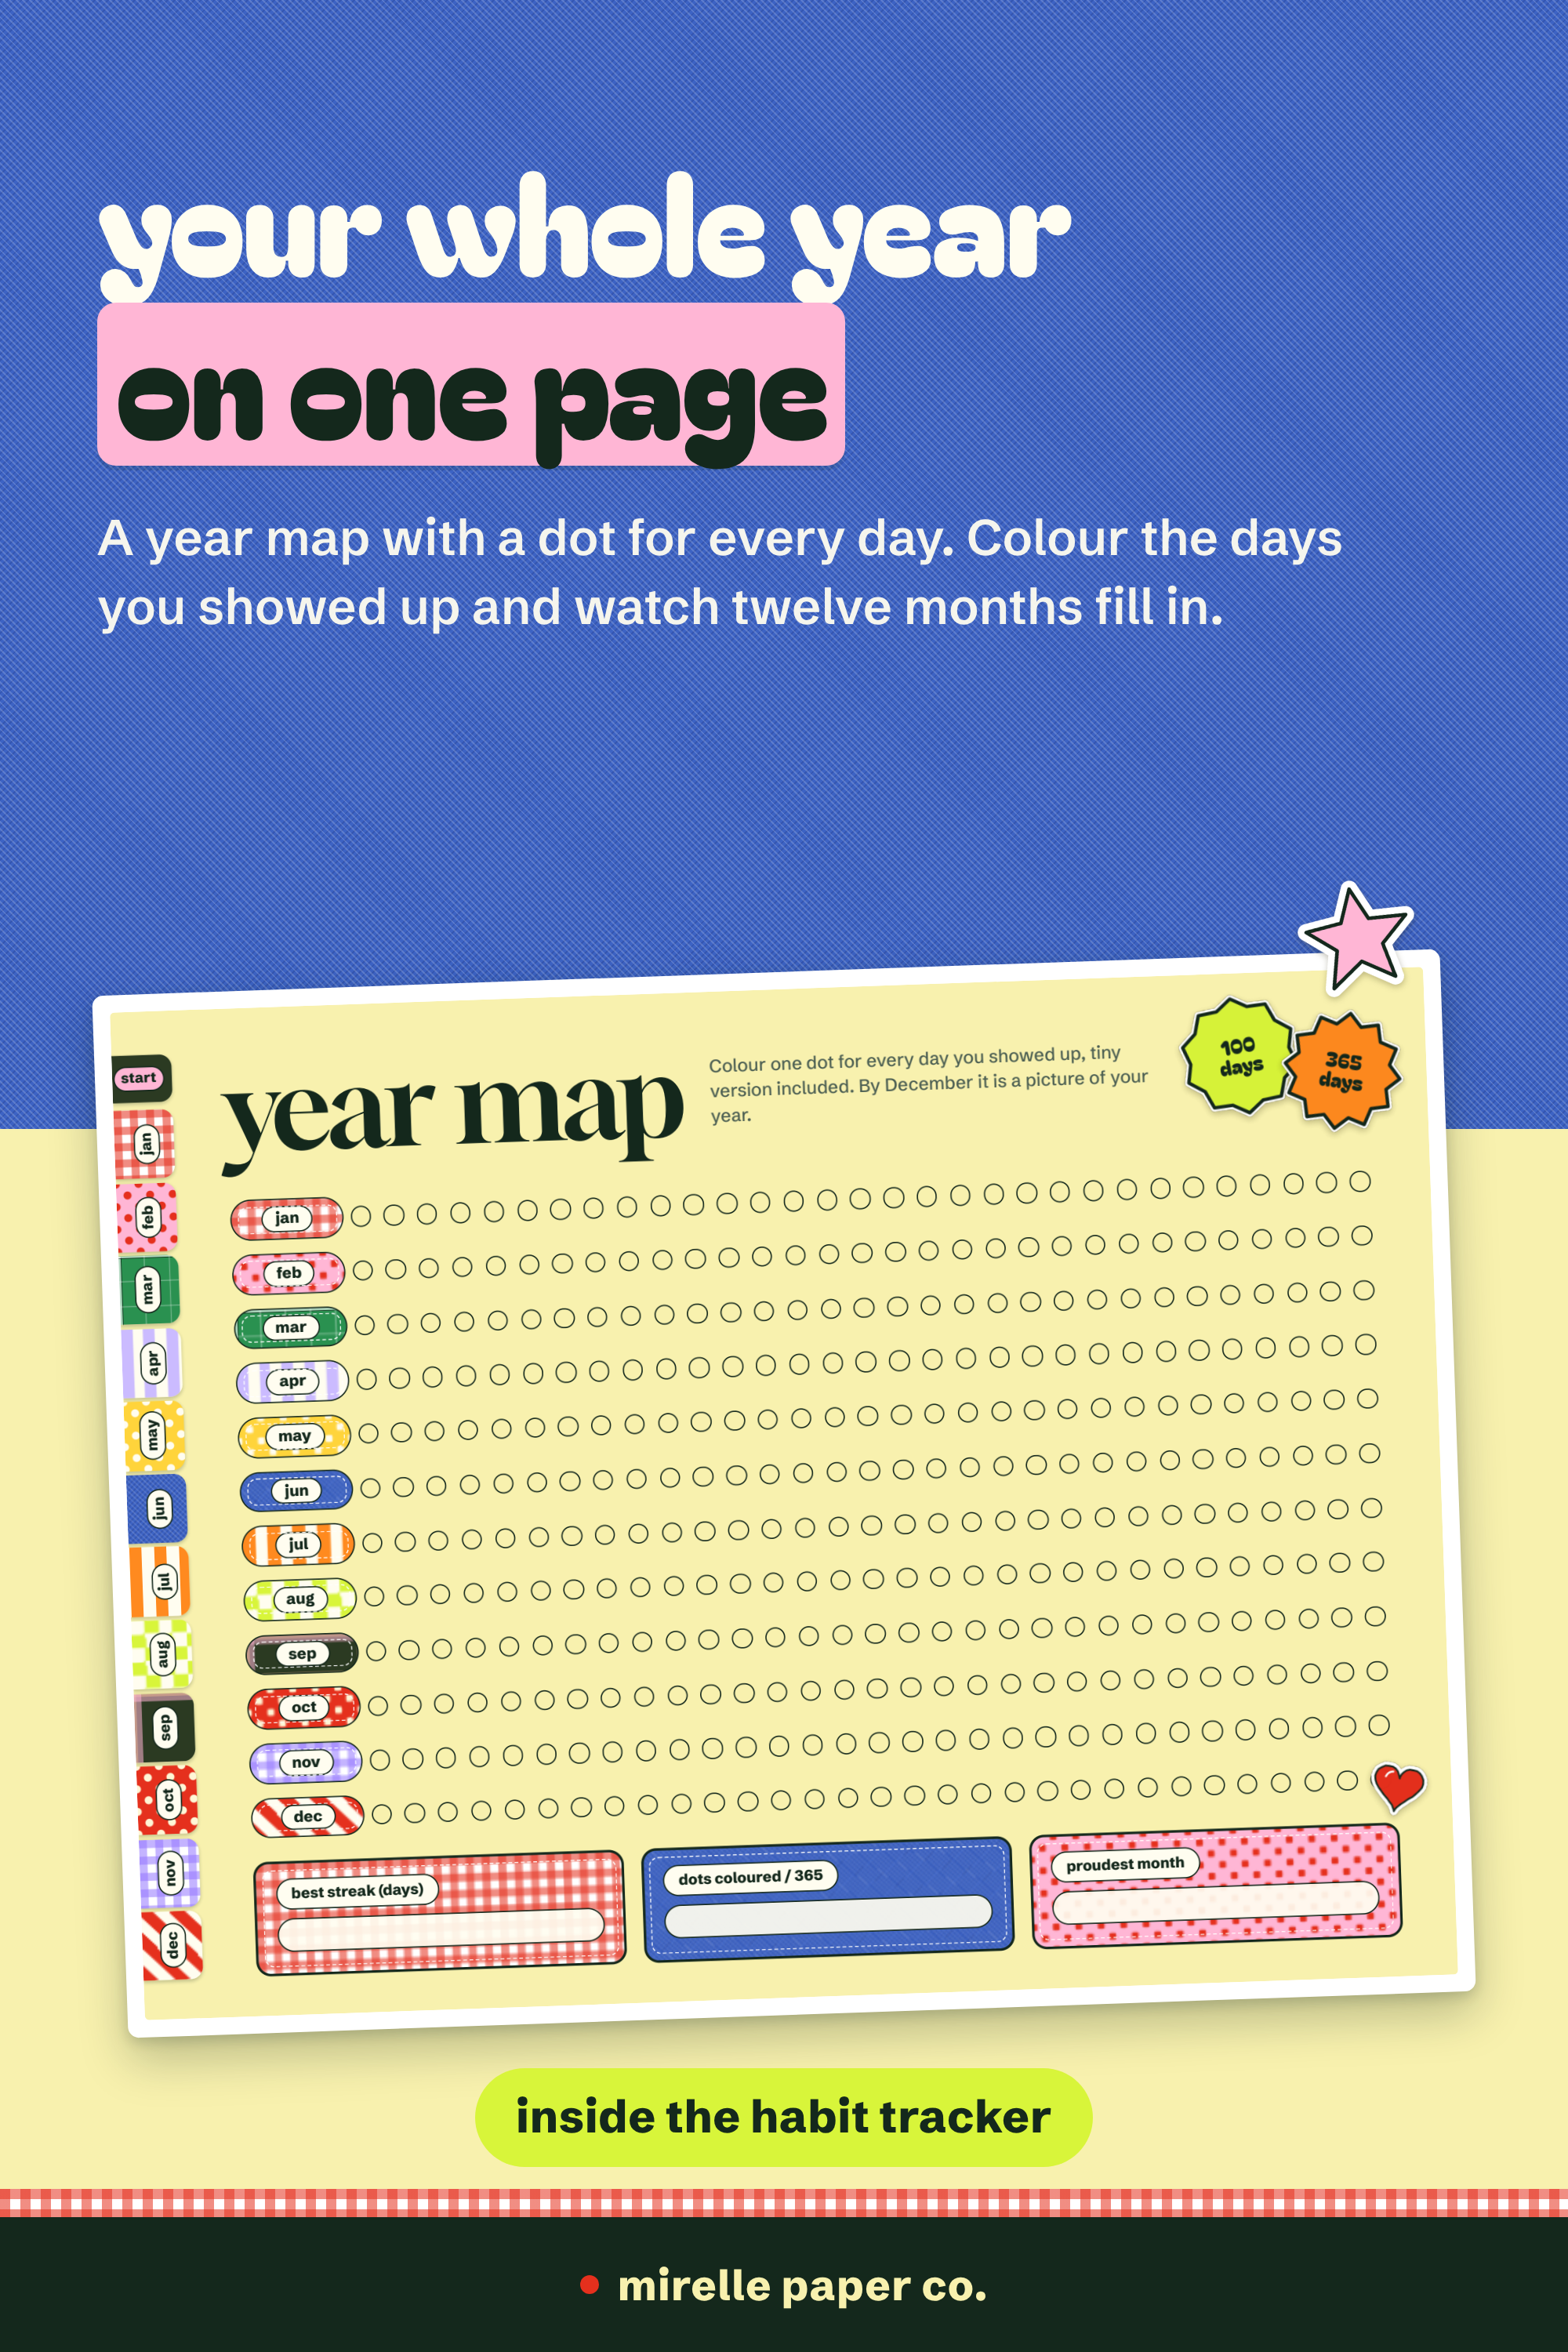 your whole year
on one page
A year map with a dot for every day. Colour the days
you showed up and watch twelve months fill in.
start
jan
feb
mar
apr
may
jun
jul
aug
sep
oct
nov
dec
year map
Colour one dot for every day you showed up, tiny
version included. By December it is a picture of your
year.
100
days
365
days
jan
feb
mar
apr
may
jun
jul
aug
sep
oct
nov
dec
best streak (days)
dots coloured / 365
proudest month
inside the habit tracker
mirelle paper co.